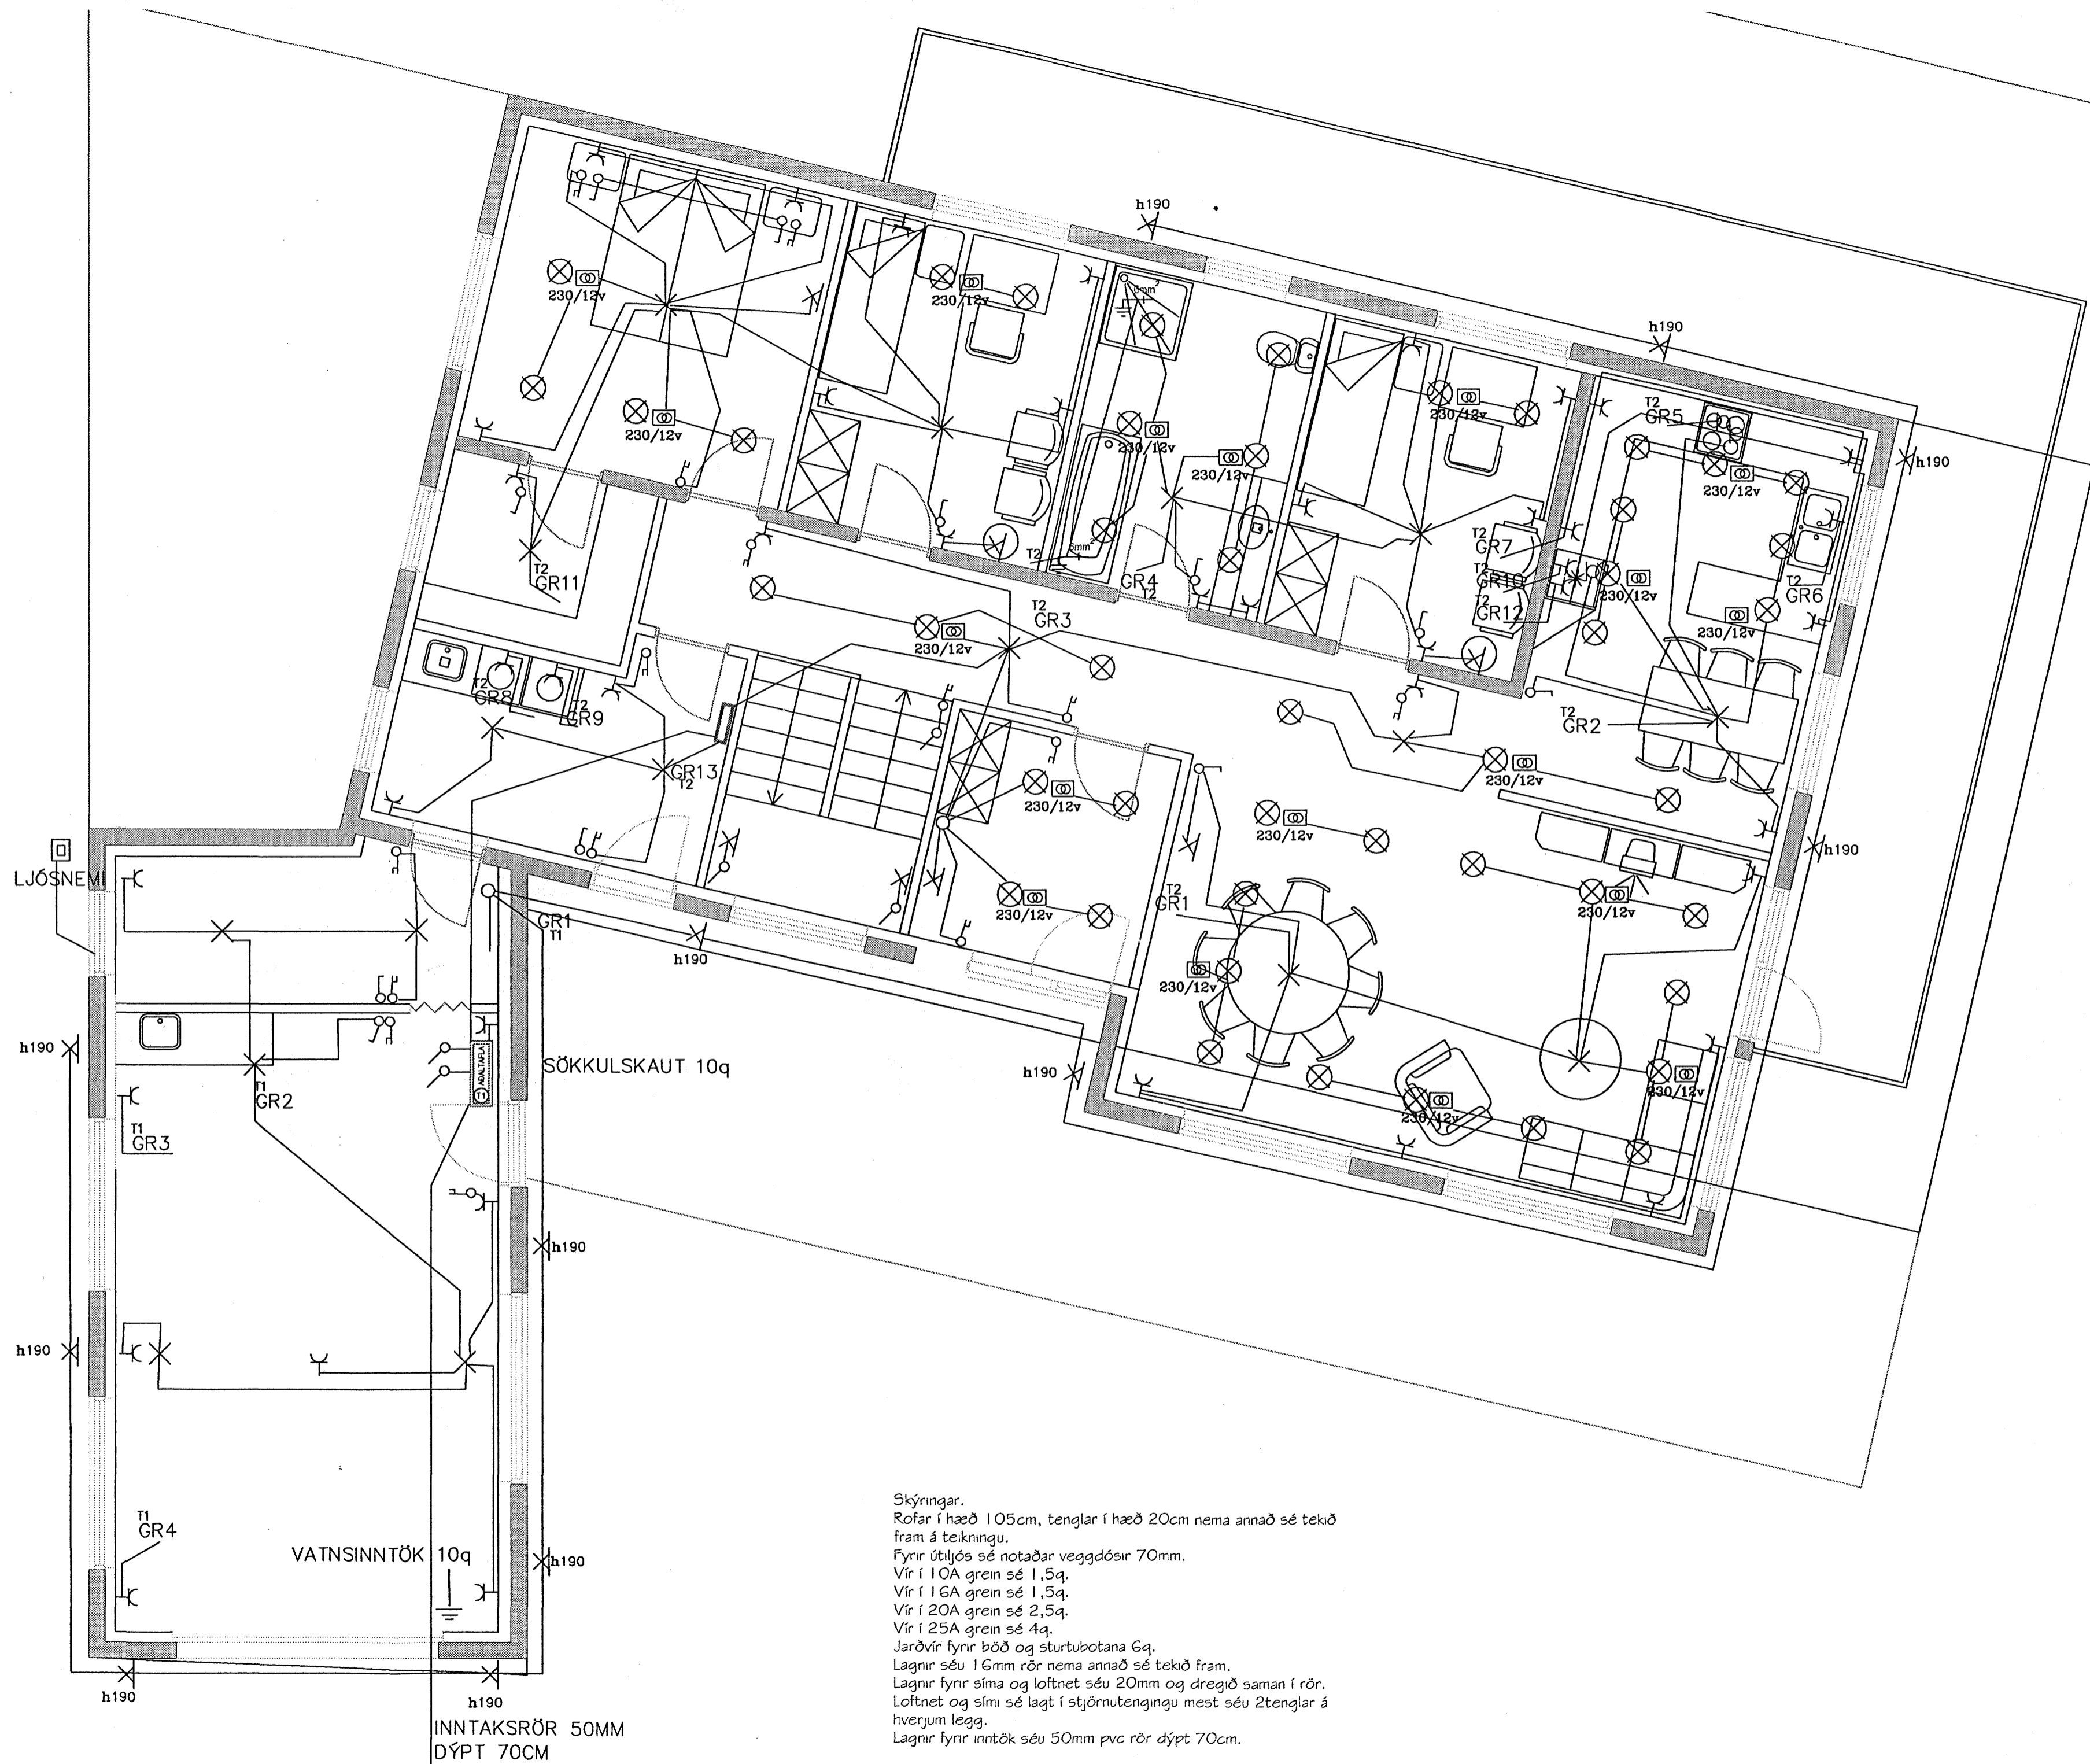 h190
230/12v
230/12v
6mm²
h190
230/12v
T2
GR5
230/12v
230/12v
230/12v
230/12v
h190
T2
GR7
T2
GR11
T2
6mm²
GR4
T2
T2
GR10
230/12v
T2
GR6
T2
GR12
T2
GR3
230/12v
230/12v
T2
GR8
T2
GR9
T2
GR2
GR13
T2
230/12v
230/12v
230/12v
h190
LJÓSNEMI
T2
GR1
230/12v
230/12v
GR1
T1
h190
230/12v
h190
AÐALTAFLA
T1
SÖKKULSKAUT 10q
h190
230/12v
230/12v
T1
GR2
T1
GR3
h190
h190
T1
GR4
VATNSINNTÖK 10q
h190
h190
h190
INNTAKSRÖR 50MM
DÝPT 70CM
Skýringar.
Rofar í hæð 105cm, tenglar í hæð 20cm nema annað sé tekið
fram á teikningu.
Fyrir útiljós sé notaðar veggdósir 70mm.
Vír í 10A grein sé 1,5q.
Vír í 16A grein sé 1,5q.
Vír í 20A grein sé 2,5q.
Vír í 25A grein sé 4q.
Jarðvír fyrir böð og sturtubotana 6q.
Lagnir séu 16mm rör nema annað sé tekið fram.
Lagnir fyrir síma og loftnet séu 20mm og dregið saman í rör.
Loftnet og sími sé lagt í stjörnutengingu mest séu 2tenglar á
hverjum legg.
Lagnir fyrir inntök séu 50mm pvc rör dýpt 70cm.